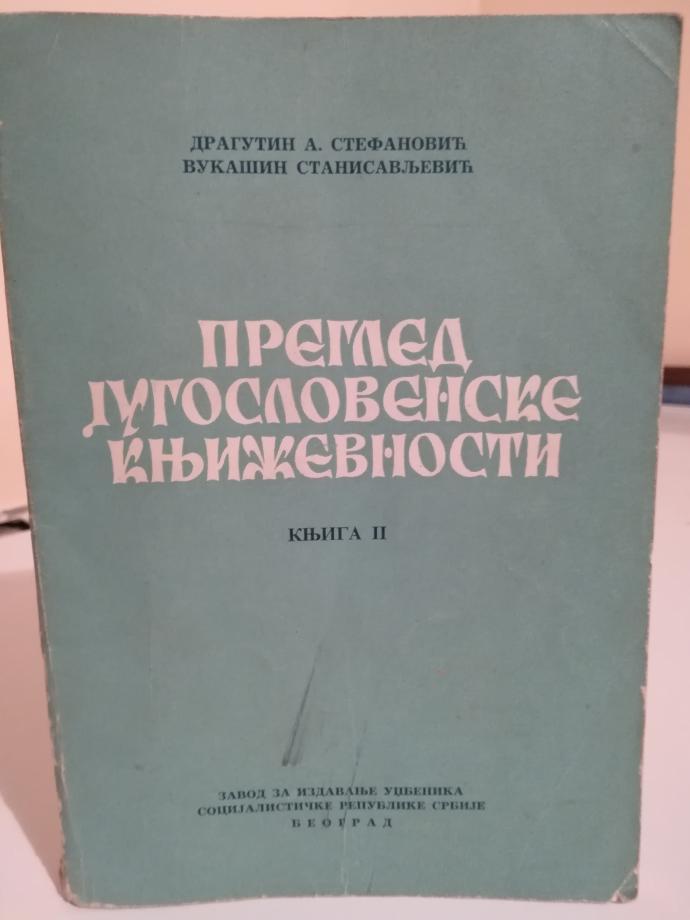 ДРАГУТИН А. СТЕФАНОВИЋ
ВУКАШИН СТАНИСАВЉЕВИЋ
ПРЕГЛЕД
ЈУГОСЛОВЕНСКЕ
КЊИЖЕВНОСТИ
КЊИГА II
ЗАВОД ЗА ИЗДАВАЊЕ УЏБЕНИКА
СОЦИЈАЛИСТИЧКЕ РЕПУБЛИКЕ СРБИЈЕ
БЕОГРАД